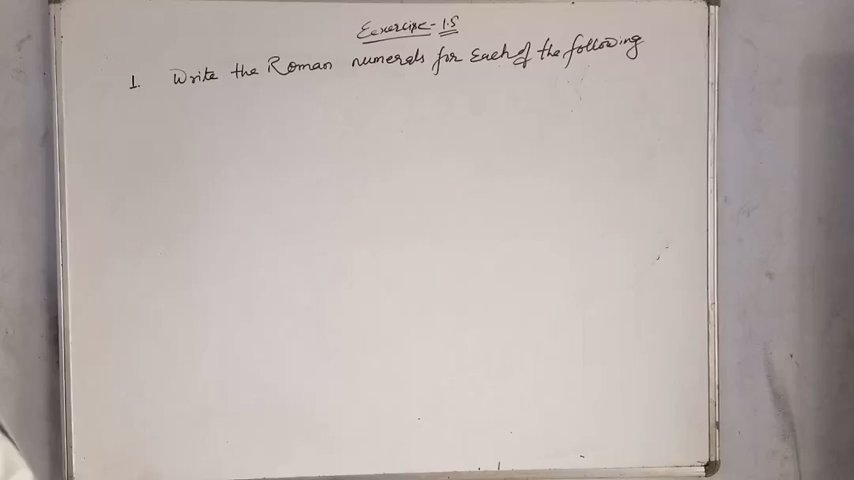 Exercise - 1.5
1. Write the Roman numerals for Each of the following